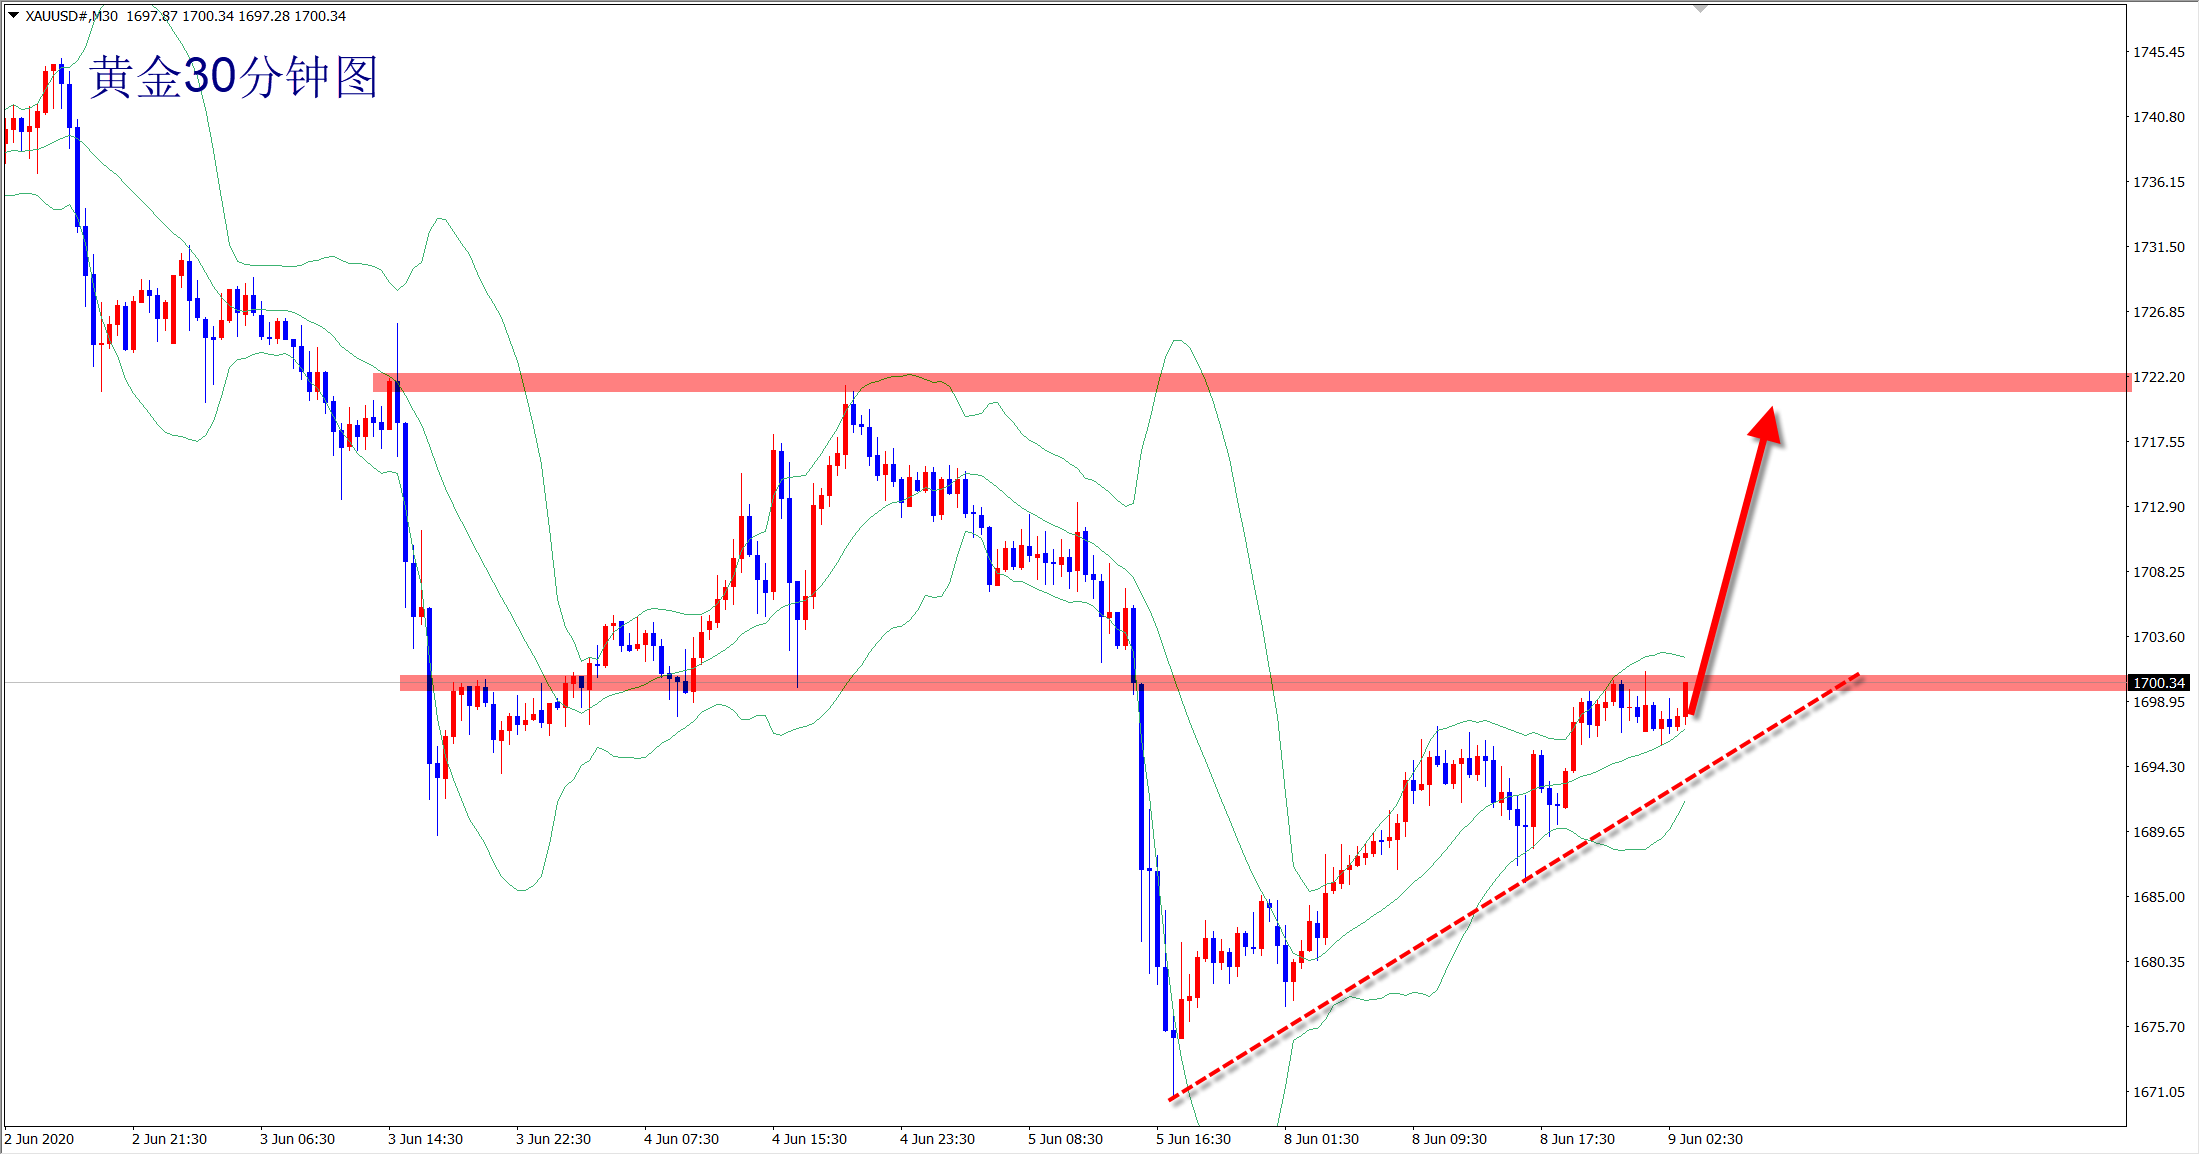 XAUUSD#,M30 1697.87 1700.34 1697.28 1700.34
黄金30分钟图
1745.45
1740.80
1736.15
1731.50
1726.85
1722.20
1717.55
1712.90
1708.25
1703.60
1700.34
1698.95
1694.30
1689.65
1685.00
1680.35
1675.70
1671.05
2 Jun 2020
2 Jun 21:30
3 Jun 06:30
3 Jun 14:30
3 Jun 22:30
4 Jun 07:30
4 Jun 15:30
4 Jun 23:30
5 Jun 08:30
5 Jun 16:30
8 Jun 01:30
8 Jun 09:30
8 Jun 17:30
9 Jun 02:30